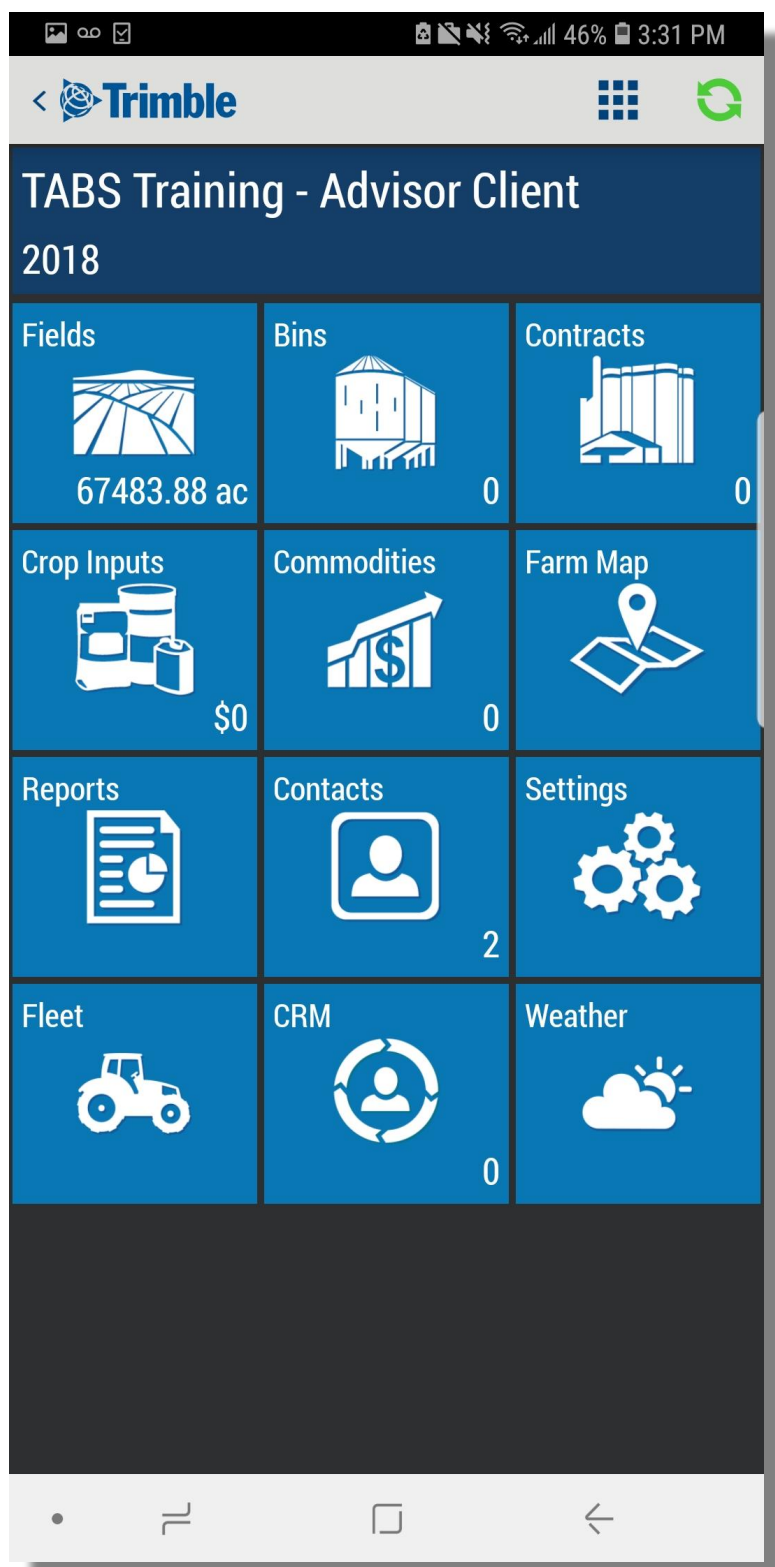 46% 3:31 PM
< Trimble
TABS Training - Advisor Client
2018
Fields
67483.88 ac
Bins
0
Contracts
0
Crop Inputs
$0
Commodities
$
0
Farm Map
Reports
Contacts
2
Settings
Fleet
CRM
0
Weather